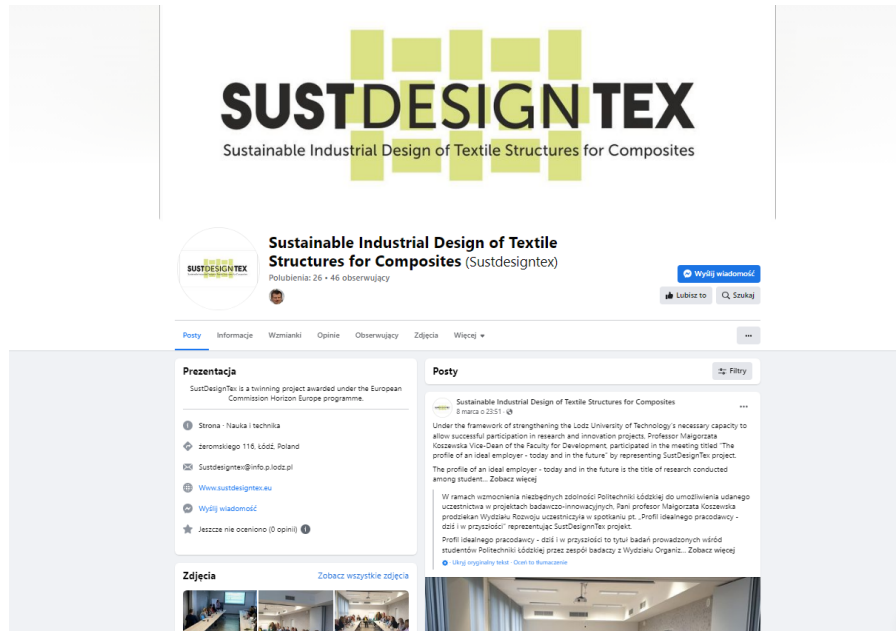 SUSTDESIGNTEX
Sustainable Industrial Design of Textile Structures for Composites
SUSTDESIGNTEX
Sustainable Industrial Design of Textile
Structures for Composites (Sustdesigntex)
Polubienia: 26 • 46 obserwujący
Wyślij wiadomość
Lubisz to
Szukaj
Posty
Informacje
Wzmianki
Opinie
Obserwujący
Zdjęcia
Więcej
Prezentacja
SustDesignTex is a twinning project awarded under the European
Commission Horizon Europe programme.
Strona · Nauka i technika
żeromskiego 116, Łódź, Poland
Sustdesigntex@info.p.lodz.pl
Www.sustdesigntex.eu
Wyślij wiadomość
Jeszcze nie oceniono (0 opinii)
Zdjęcia
Zobacz wszystkie zdjęcia
Posty
Filtry
Sustainable Industrial Design of Textile Structures for Composites
8 marca o 23:51 ·
Under the framework of strengthening the Lodz University of Technology's necessary capacity to
allow successful participation in research and innovation projects, Professor Małgorzata
Koszewska Vice-Dean of the Faculty for Development, participated in the meeting titled "The
profile of an ideal employer - today and in the future" by representing SustDesignTex project.
The profile of an ideal employer - today and in the future is the title of research conducted
among student... Zobacz więcej
W ramach wzmocnienia niezbędnych zdolności Politechniki Łódzkiej do umożliwienia udanego
uczestnictwa w projektach badawczo-innowacyjnych, Pani profesor Małgorzata Koszewska
prodziekan Wydziału Rozwoju uczestniczyła w spotkaniu pt. „Profil idealnego pracodawcy -
dziś i w przyszłości" reprezentując SustDesignnTex projekt.
Profil Idealnego pracodawcy - dziś i w przyszłości to tytuł badań prowadzonych wśród
studentów Politechniki Łódzkiej przez zespół badaczy z Wydziału Organiz... Zobacz więcej
Ukryj oryginalny tekst · Oceń to tłumaczenie